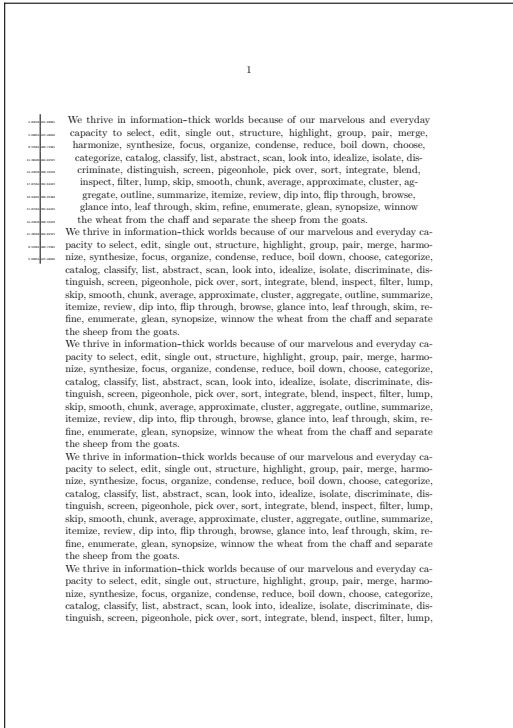 1
We thrive in information-thick worlds because of our marvelous and everyday
capacity to select, edit, single out, structure, highlight, group, pair, merge,
harmonize, synthesize, focus, organize, condense, reduce, boil down, choose,
categorize, catalog, classify, list, abstract, scan, look into, idealize, isolate, dis-
criminate, distinguish, screen, pigeonhole, pick over, sort, integrate, blend,
inspect, filter, lump, skip, smooth, chunk, average, approximate, cluster, ag-
gregate, outline, summarize, itemize, review, dip into, flip through, browse,
glance into, leaf through, skim, refine, enumerate, glean, synopsize, winnow
the wheat from the chaff and separate the sheep from the goats.
We thrive in information-thick worlds because of our marvelous and everyday ca-
pacity to select, edit, single out, structure, highlight, group, pair, merge, harmo-
nize, synthesize, focus, organize, condense, reduce, boil down, choose, categorize,
catalog, classify, list, abstract, scan, look into, idealize, isolate, discriminate, dis-
tinguish, screen, pigeonhole, pick over, sort, integrate, blend, inspect, filter, lump,
skip, smooth, chunk, average, approximate, cluster, aggregate, outline, summarize,
itemize, review, dip into, flip through, browse, glance into, leaf through, skim, re-
fine, enumerate, glean, synopsize, winnow the wheat from the chaff and separate
the sheep from the goats.
We thrive in information-thick worlds because of our marvelous and everyday ca-
pacity to select, edit, single out, structure, highlight, group, pair, merge, harmo-
nize, synthesize, focus, organize, condense, reduce, boil down, choose, categorize,
catalog, classify, list, abstract, scan, look into, idealize, isolate, discriminate, dis-
tinguish, screen, pigeonhole, pick over, sort, integrate, blend, inspect, filter, lump,
skip, smooth, chunk, average, approximate, cluster, aggregate, outline, summarize,
itemize, review, dip into, flip through, browse, glance into, leaf through, skim, re-
fine, enumerate, glean, synopsize, winnow the wheat from the chaff and separate
the sheep from the goats.
We thrive in information-thick worlds because of our marvelous and everyday ca-
pacity to select, edit, single out, structure, highlight, group, pair, merge, harmo-
nize, synthesize, focus, organize, condense, reduce, boil down, choose, categorize,
catalog, classify, list, abstract, scan, look into, idealize, isolate, discriminate, dis-
tinguish, screen, pigeonhole, pick over, sort, integrate, blend, inspect, filter, lump,
skip, smooth, chunk, average, approximate, cluster, aggregate, outline, summarize,
itemize, review, dip into, flip through, browse, glance into, leaf through, skim, re-
fine, enumerate, glean, synopsize, winnow the wheat from the chaff and separate
the sheep from the goats.
We thrive in information-thick worlds because of our marvelous and everyday ca-
pacity to select, edit, single out, structure, highlight, group, pair, merge, harmo-
nize, synthesize, focus, organize, condense, reduce, boil down, choose, categorize,
catalog, classify, list, abstract, scan, look into, idealize, isolate, discriminate, dis-
tinguish, screen, pigeonhole, pick over, sort, integrate, blend, inspect, filter, lump,